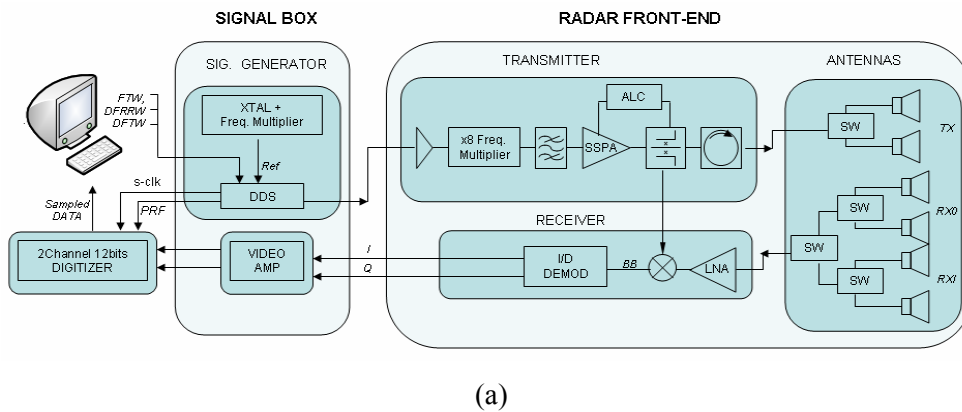 SIGNAL BOX
RADAR FRONT-END
SIG. GENERATOR
TRANSMITTER
ANTENNAS
FTW,
DFRRW
DFTW
XTAL +
Freq. Multiplier
Ref
DDS
s-clk
PRF
Sampled
DATA
2Channel 12bits
DIGITIZER
VIDEO
AMP
I
Q
x8 Freq.
Multiplier
SSPA
ALC
RECEIVER
I/D
DEMOD
BB
LNA
SW
TX
SW
SW
RX0
SW
RXI
(a)